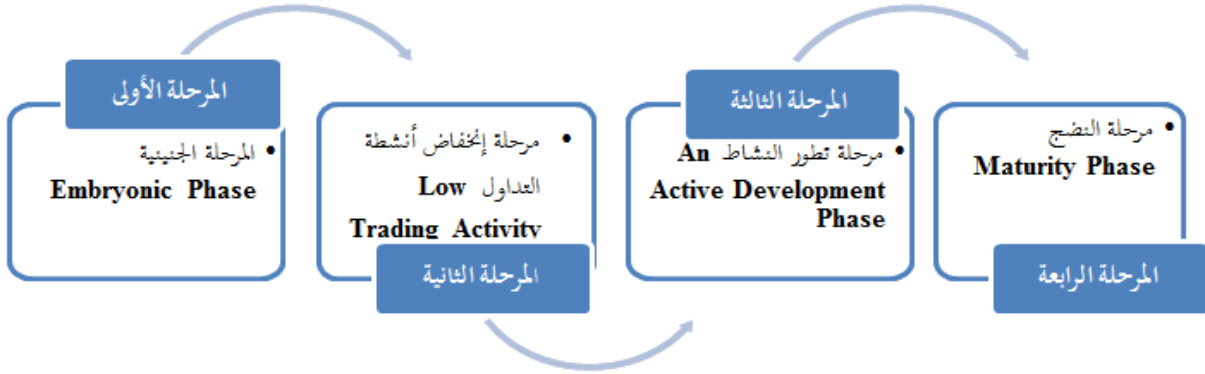 المرحلة الأولى
• المرحلة الجنينية
Embryonic Phase
• مرحلة إنخفاض أنشطة
التداول Low
Trading Activity
المرحلة الثانية
المرحلة الثالثة
• مرحلة تطور النشاط An
Active Development
Phase
• مرحلة النضج
Maturity Phase
المرحلة الرابعة